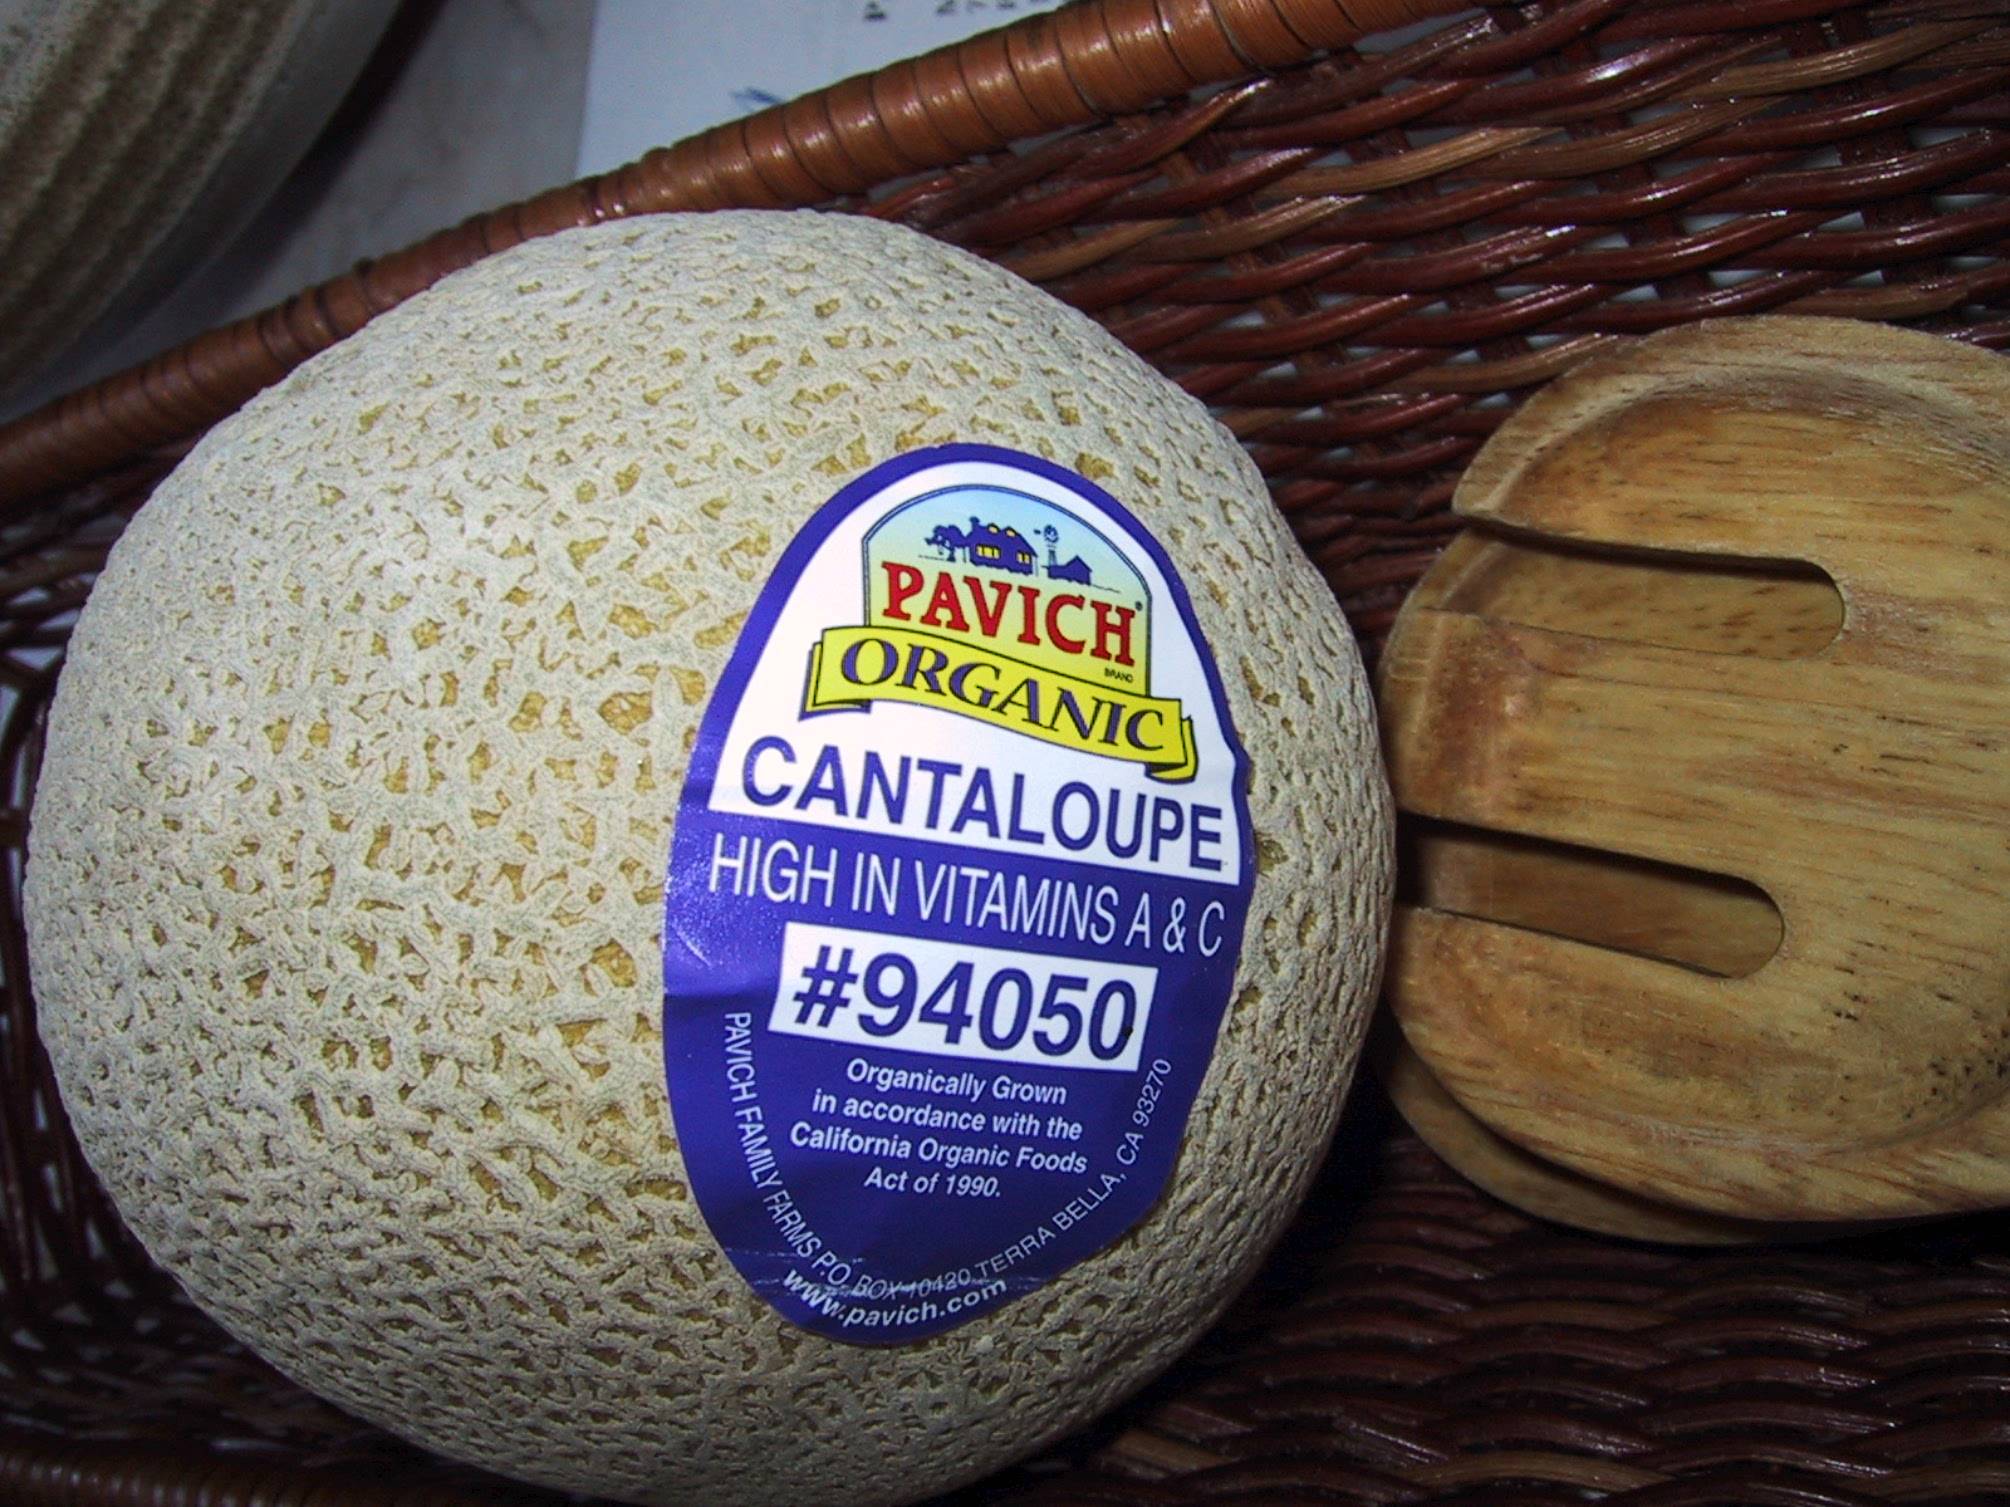 PAVICH®
BRAND
ORGANIC
CANTALOUPE
HIGH IN VITAMINS A & C
#94050
Organically Grown
in accordance with the
California Organic Foods
Act of 1990.
PAVICH FAMILY FARMS P.O. BOX 10420 TERRA BELLA, CA 93270
www.pavich.com